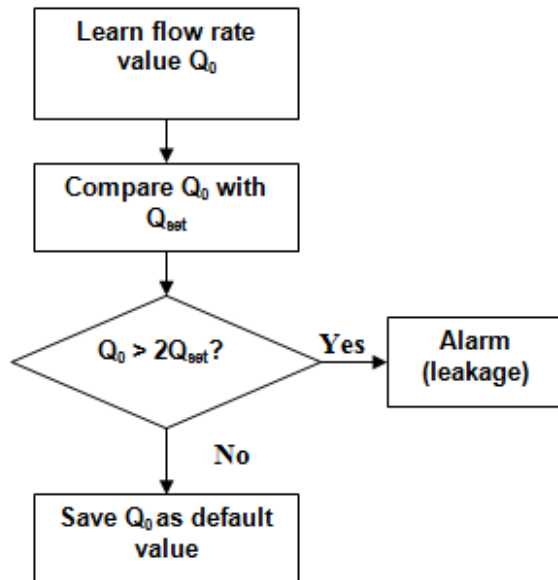 Learn flow rate
value Q₀
Compare Q₀ with
Qset
Q₀ > 2Qset?
Yes
Alarm
(leakage)
No
Save Q₀ as default
value